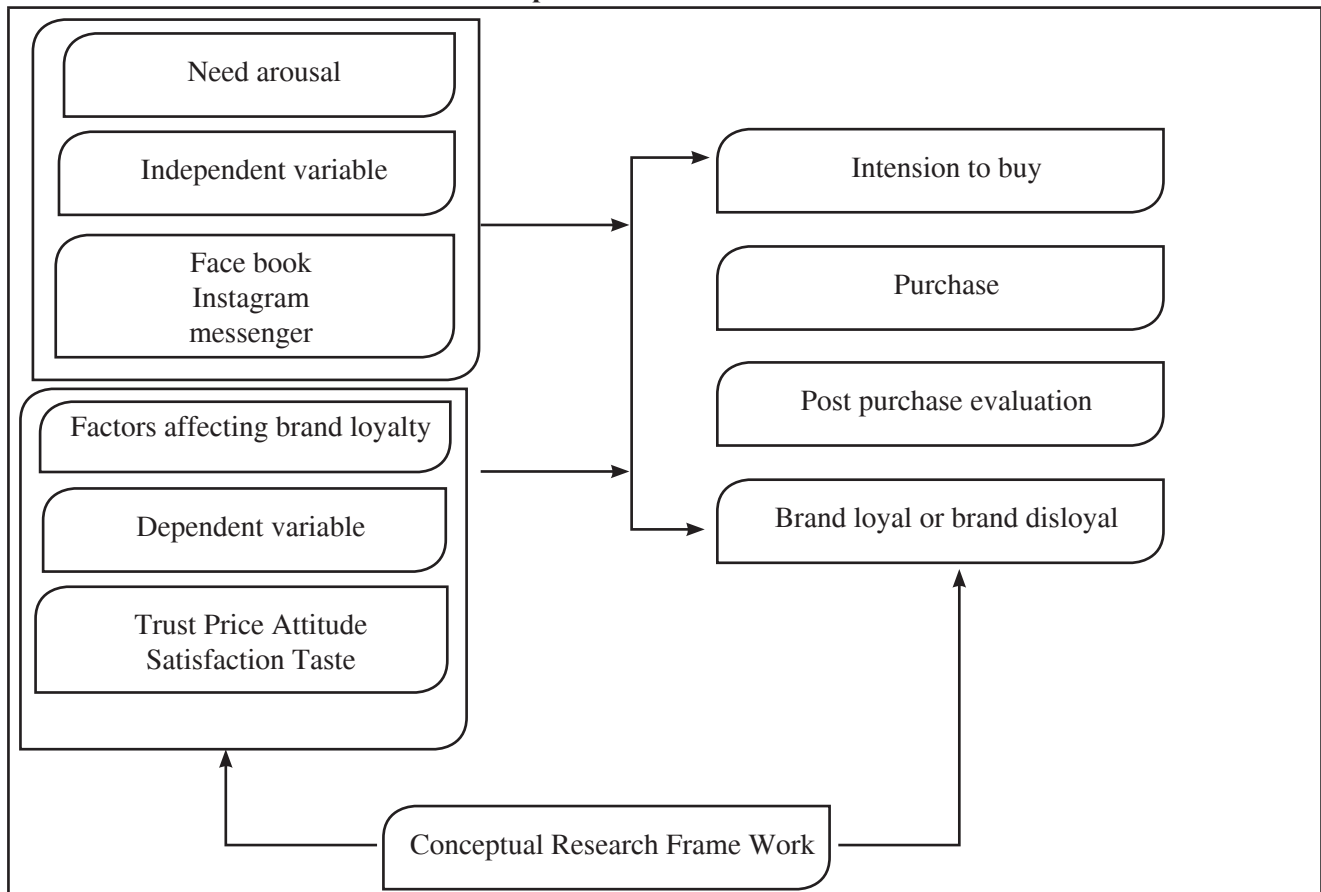 Need arousal
Independent variable
Face book
Instagram
messenger
Factors affecting brand loyalty
Dependent variable
Trust Price Attitude
Satisfaction Taste
Intension to buy
Purchase
Post purchase evaluation
Brand loyal or brand disloyal
Conceptual Research Frame Work